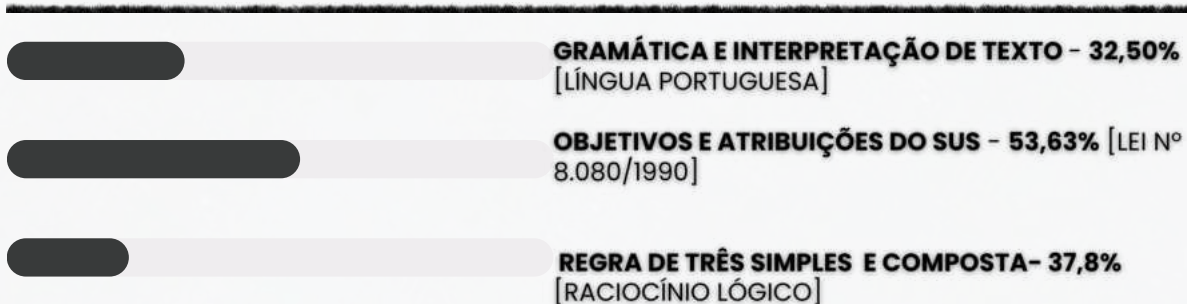 GRAMÁTICA E INTERPRETAÇÃO DE TEXTO - 32,50%
[LÍNGUA PORTUGUESA]
OBJETIVOS E ATRIBUIÇÕES DO SUS - 53,63% [LEI Nº
8.080/1990]
REGRA DE TRÊS SIMPLES E COMPOSTA- 37,8%
[RACIOCÍNIO LÓGICO]